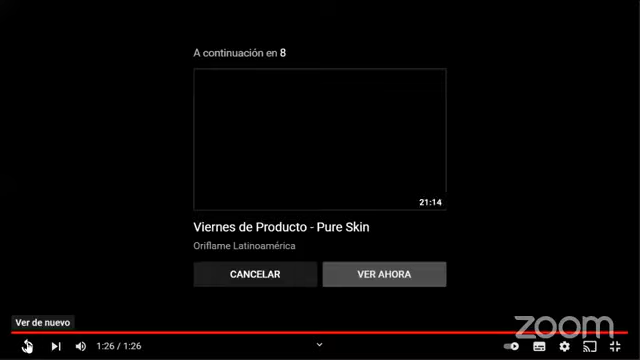 A continuación en 8
21:14
Viernes de Producto - Pure Skin
Oriflame Latinoamérica
CANCELAR
VER AHORA
Ver de nuevo
zoom
1:26 / 1:26